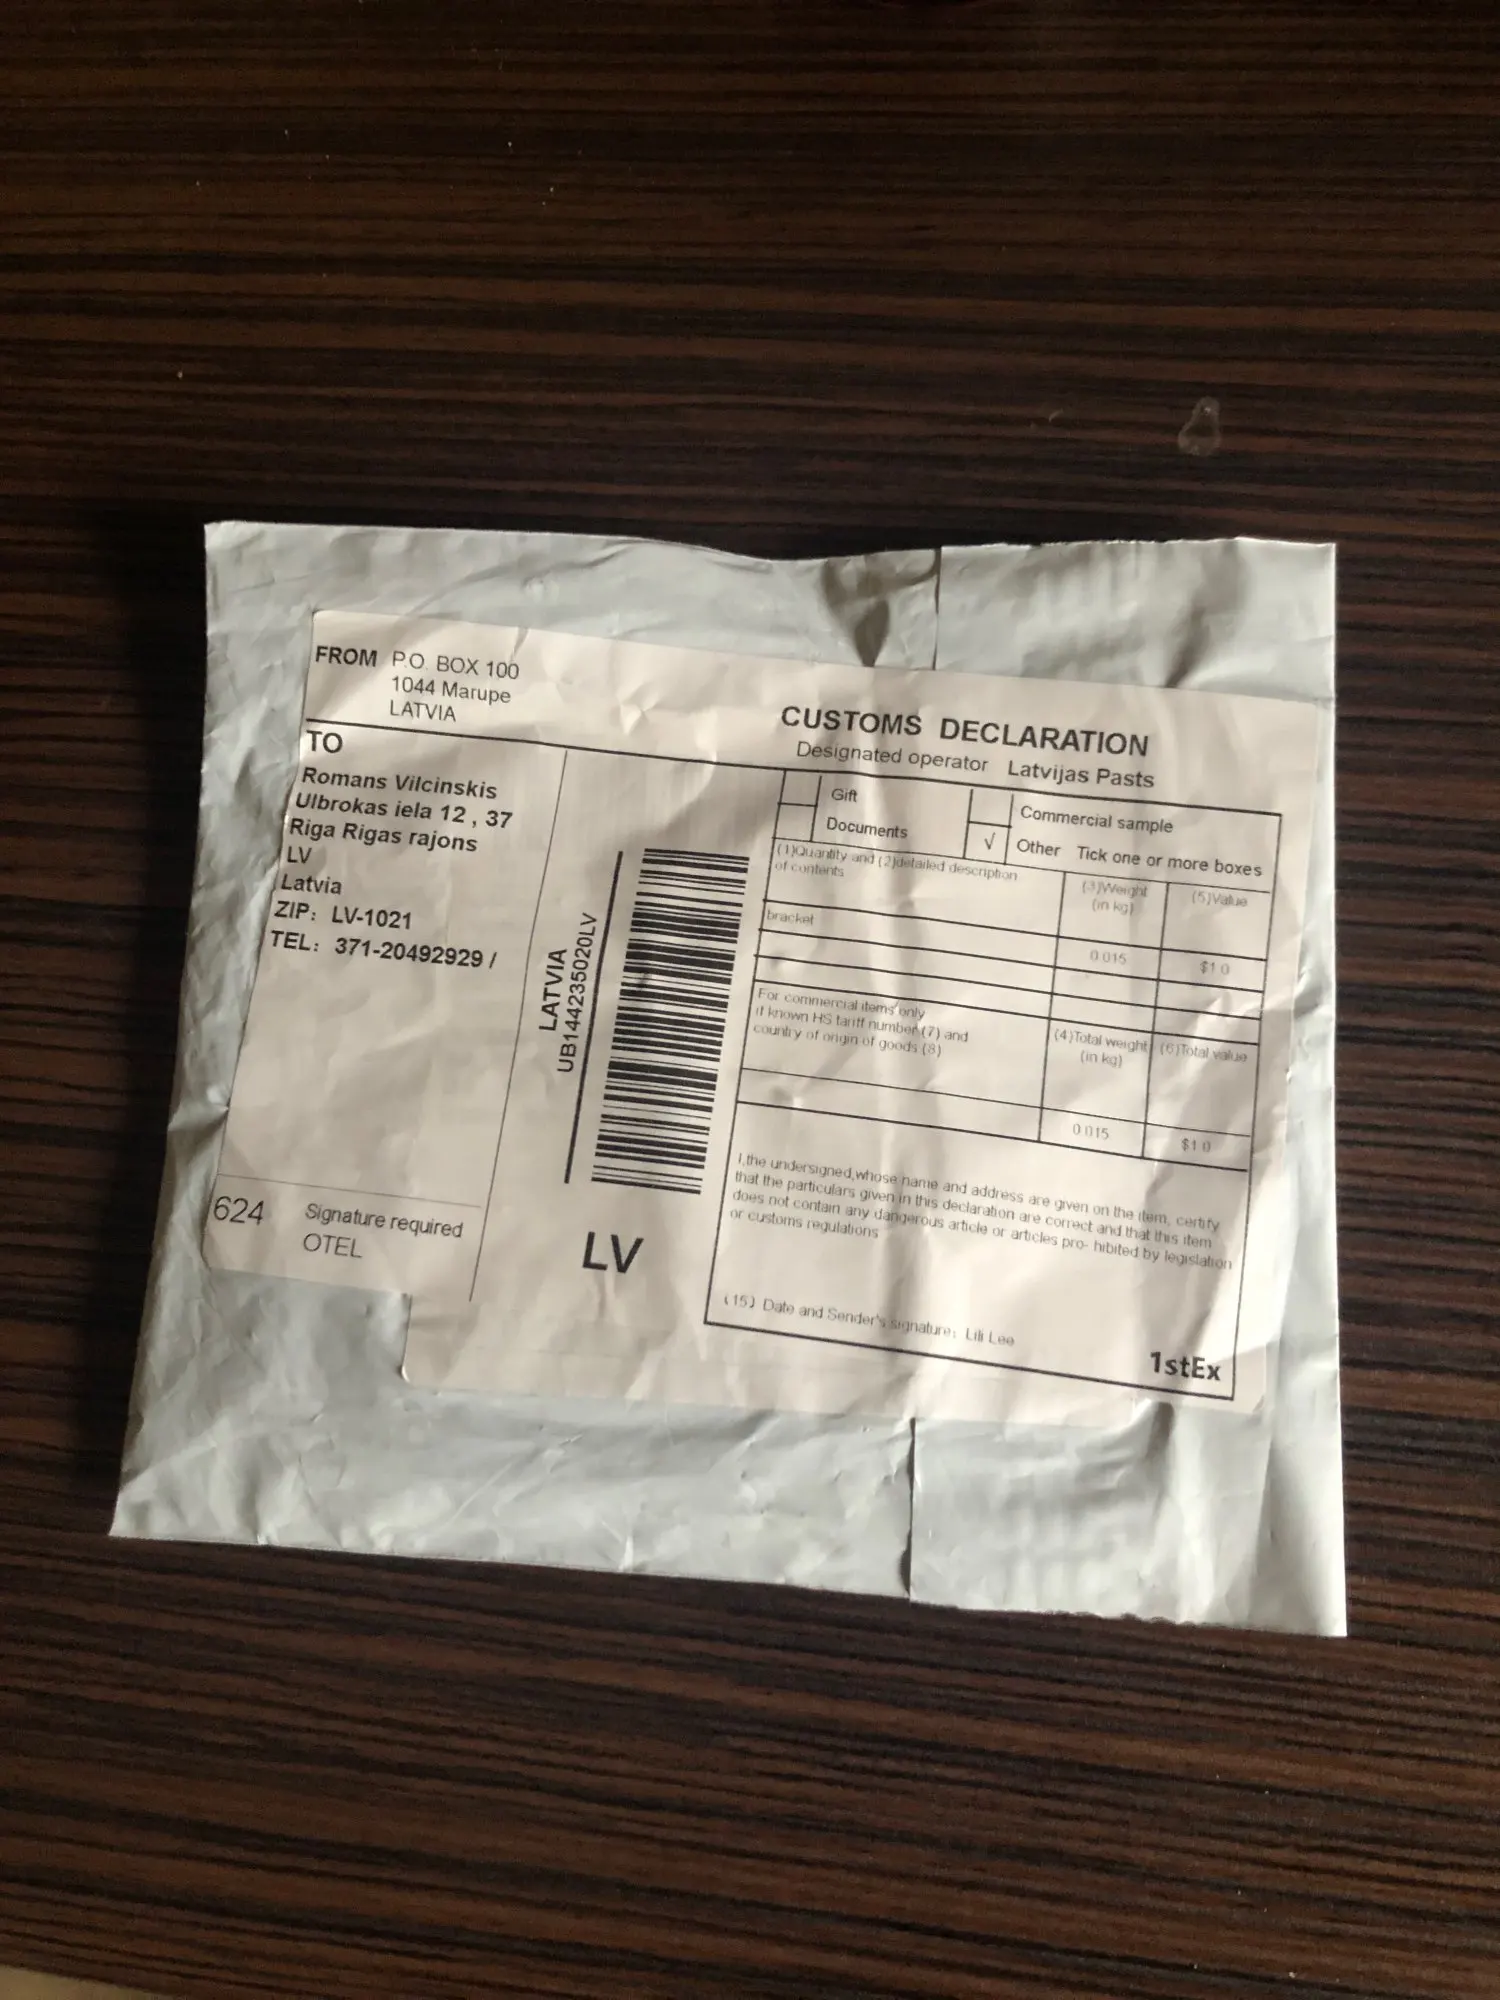 FROM P.O. BOX 100
1044 Marupe
LATVIA
TO
Romans Vilcinskis
Ulbrokas iela 12 , 37
Riga Rigas rajons
LV
Latvia
ZIP: LV-1021
TEL: 371-20492929 /
624 Signature required
OTEL
LATVIA
UB144235020LV
LV
CUSTOMS DECLARATION
Designated operator Latvijas Pasts
Gift
Commercial sample
Documents
√ Other Tick one or more boxes
(1)Quantity and (2)detailed description
of contents
(3)Weight
(in kg)
(5)Value
bracket
0.015
$1.0
For commercial items only
if known HS tariff number (7) and
country of origin of goods (8)
(4)Total weight
(in kg)
(6)Total value
0.015
$1.0
I,the undersigned,whose name and address are given on the item, certify
that the particulars given in this declaration are correct and that this item
does not contain any dangerous article or articles pro- hibited by legislation
or customs regulations
(15) Date and Sender's signature: Lili Lee
1stEx